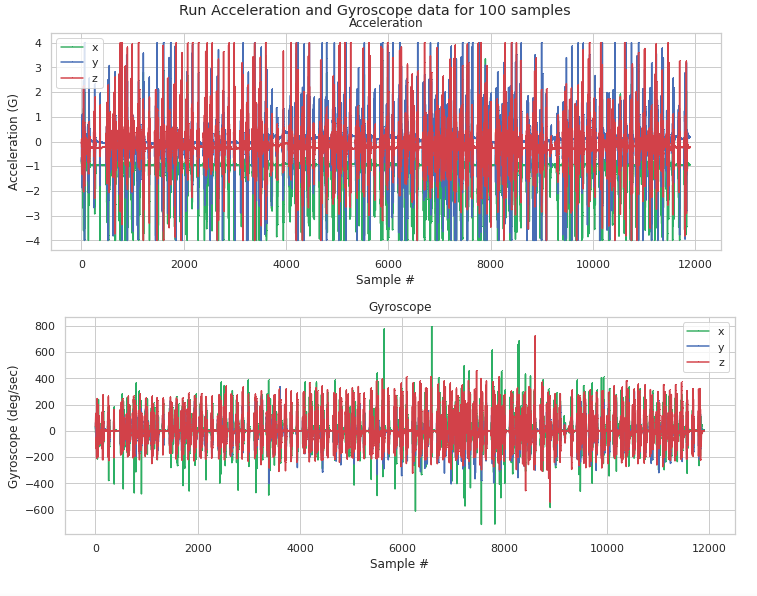 Run Acceleration and Gyroscope data for 100 samples
Acceleration
x
y
z
4
3
2
1
0
−1
−2
−3
−4
Acceleration (G)
0 2000 4000 6000 8000 10000 12000
Sample #
Gyroscope
x
y
z
800
600
400
200
0
−200
−400
−600
Gyroscope (deg/sec)
0 2000 4000 6000 8000 10000 12000
Sample #